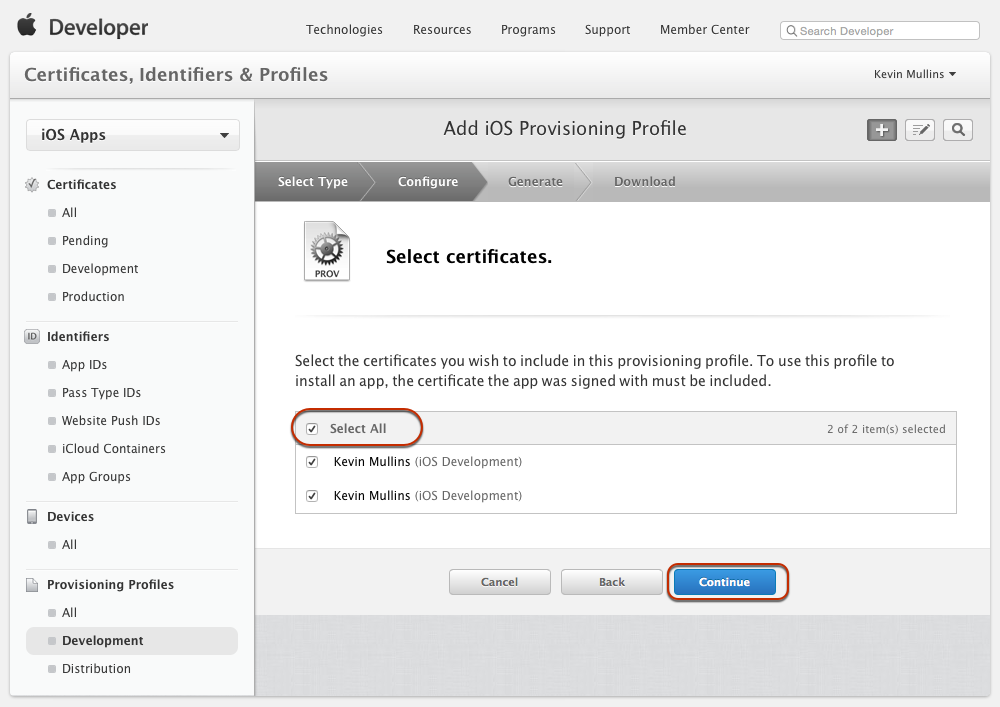 Developer
Technologies
Resources
Programs
Support
Member Center
Search Developer
Certificates, Identifiers & Profiles
Kevin Mullins
iOS Apps
Certificates
All
Pending
Development
Production
ID Identifiers
App IDs
Pass Type IDs
Website Push IDs
iCloud Containers
App Groups
Devices
All
Provisioning Profiles
All
Development
Distribution
Add iOS Provisioning Profile
Select Type
Configure
Generate
Download
PROV
Select certificates.
Select the certificates you wish to include in this provisioning profile. To use this profile to
install an app, the certificate the app was signed with must be included.
Select All
2 of 2 item(s) selected
Kevin Mullins (iOS Development)
Kevin Mullins (iOS Development)
Cancel
Back
Continue